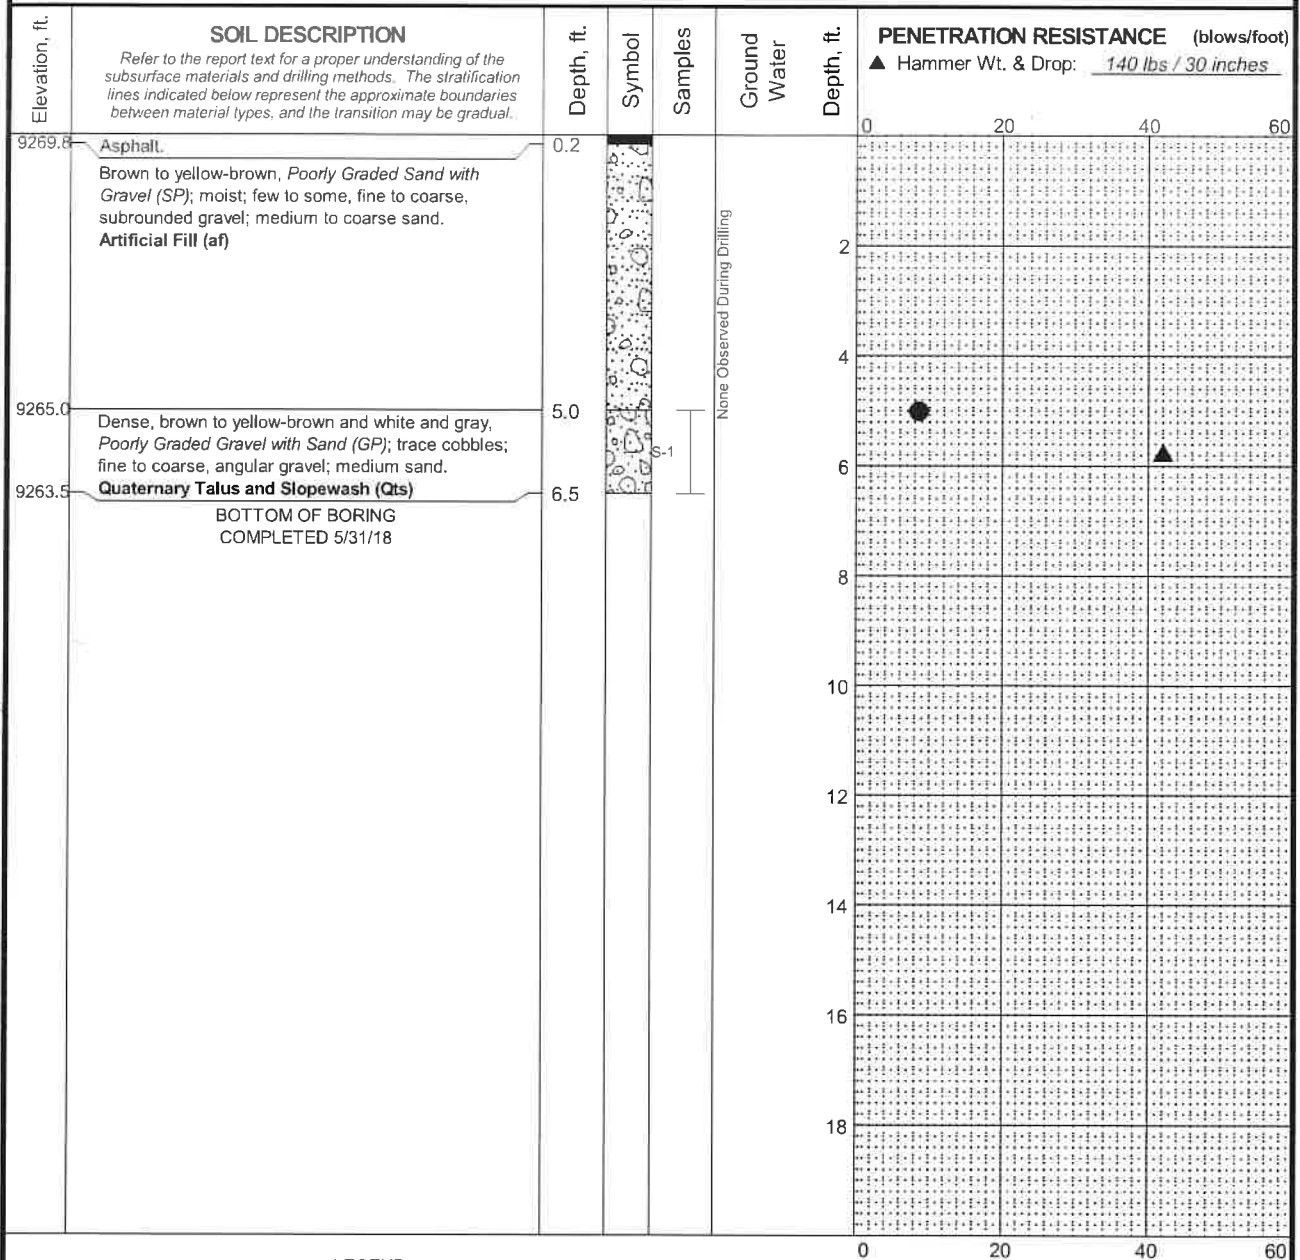 Elevation, ft.
SOIL DESCRIPTION
Refer to the report text for a proper understanding of the
subsurface materials and drilling methods. The stratification
lines indicated below represent the approximate boundaries
between material types, and the transition may be gradual.
Depth, ft.
Symbol
Samples
Ground
Water
Depth, ft.
PENETRATION RESISTANCE (blows/foot)
▲ Hammer Wt. & Drop: 140 lbs / 30 inches
0 20 40 60
9269.8 Asphalt. 0.2
Brown to yellow-brown, Poorly Graded Sand with
Gravel (SP); moist; few to some, fine to coarse,
subrounded gravel; medium to coarse sand.
Artificial Fill (af)
None Observed During Drilling
2
4
9265.0 5.0
Dense, brown to yellow-brown and white and gray,
Poorly Graded Gravel with Sand (GP); trace cobbles;
fine to coarse, angular gravel; medium sand.
S-1
6
9263.5 Quaternary Talus and Slopewash (Qts) 6.5
BOTTOM OF BORING
COMPLETED 5/31/18
8
10
12
14
16
18
0 20 40 60